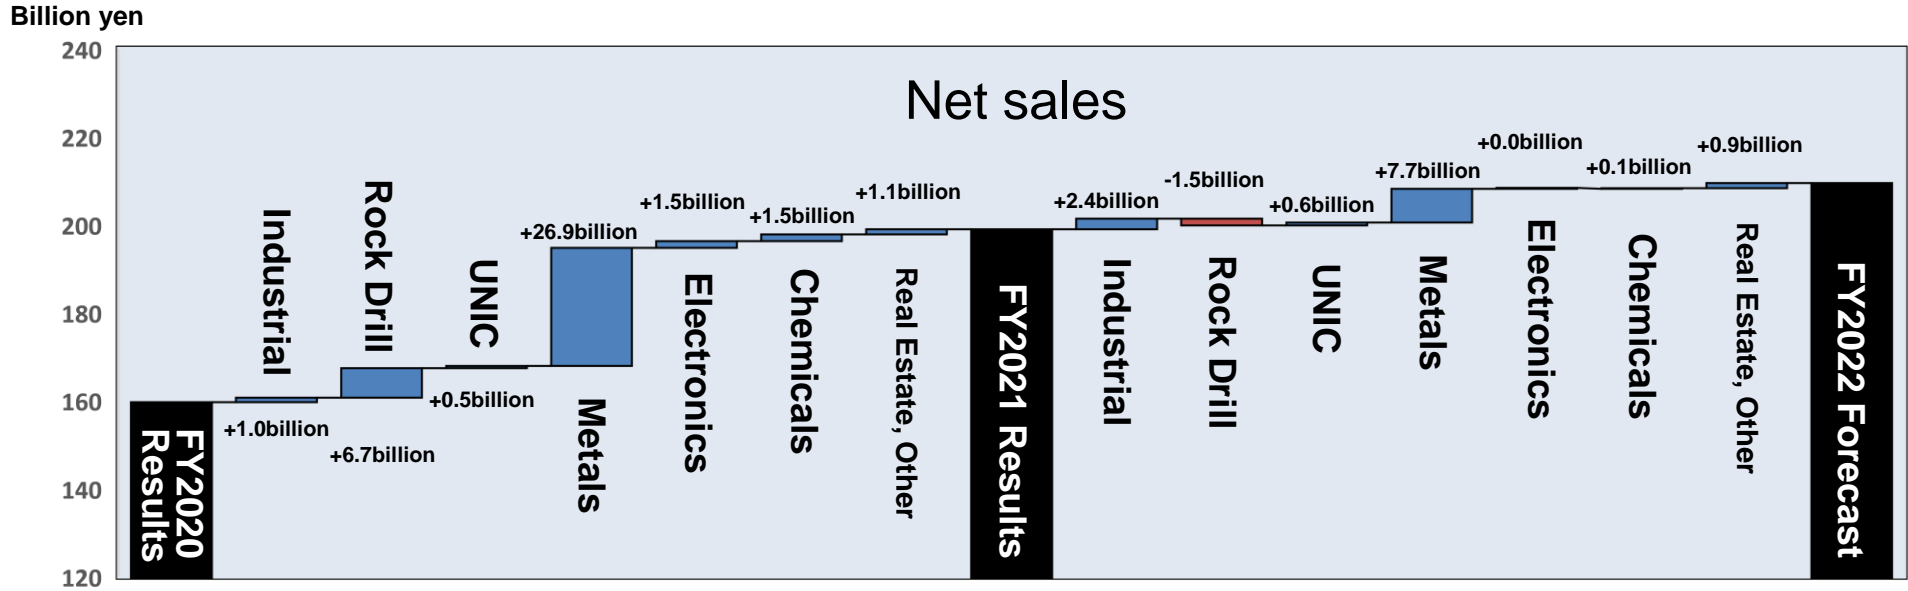 Billion yen
240
220
200
180
160
140
120
Net sales
FY2020
Results
Industrial
+1.0billion
Rock Drill
+6.7billion
UNIC
+0.5billion
+26.9billion
Metals
+1.5billion
Electronics
+1.5billion
Chemicals
+1.1billion
Real Estate, Other
FY2021 Results
+2.4billion
Industrial
-1.5billion
Rock Drill
+0.6billion
UNIC
+7.7billion
Metals
+0.0billion
Electronics
+0.1billion
Chemicals
+0.9billion
Real Estate, Other
FY2022 Forecast